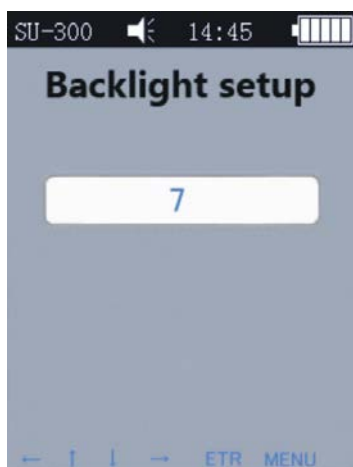 SU-300 14:45
Backlight setup
7
← ↑ ↓ → ETR MENU